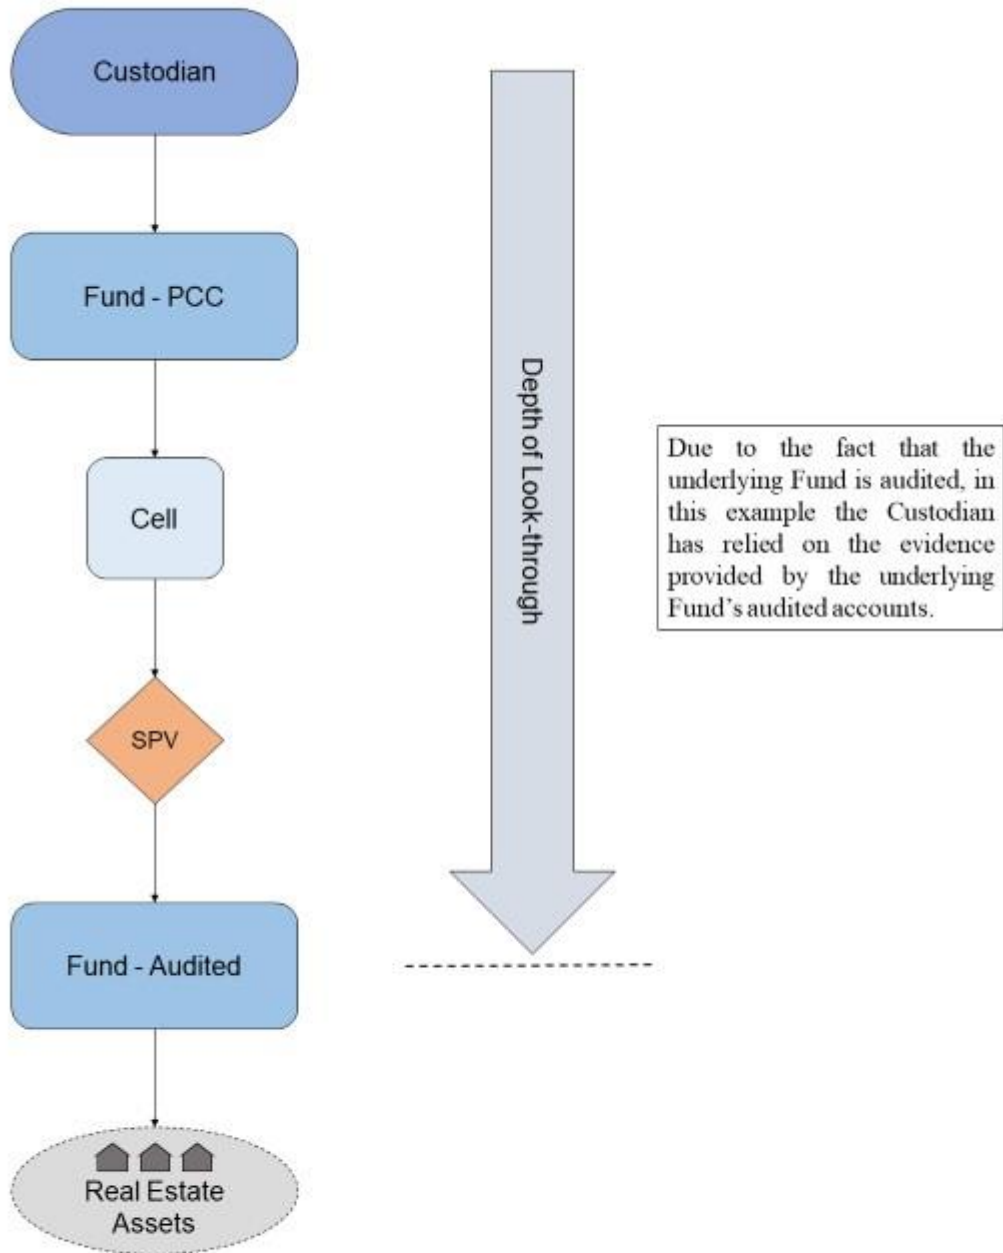 Custodian
Fund - PCC
Cell
SPV
Fund - Audited
Real Estate
Assets
Depth of Look-through
Due to the fact that the
underlying Fund is audited, in
this example the Custodian
has relied on the evidence
provided by the underlying
Fund’s audited accounts.